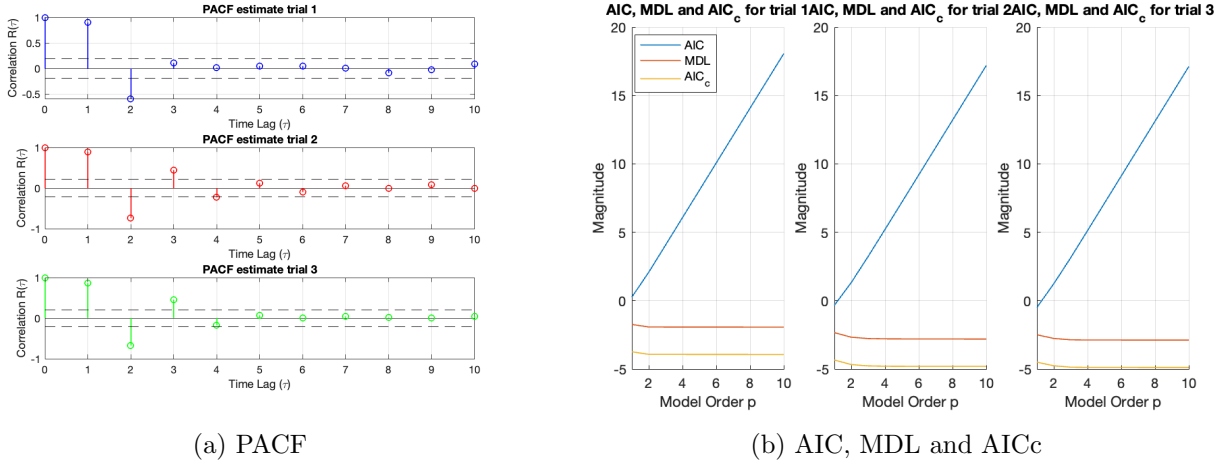 PACF estimate trial 1
Correlation R(τ)
1
0.5
0
-0.5
0 1 2 3 4 5 6 7 8 9 10
Time Lag (τ)
PACF estimate trial 2
Correlation R(τ)
1
0
-1
0 1 2 3 4 5 6 7 8 9 10
Time Lag (τ)
PACF estimate trial 3
Correlation R(τ)
1
0
-1
0 1 2 3 4 5 6 7 8 9 10
Time Lag (τ)
(a) PACF
AIC, MDL and AICc for trial 1
20
15
10
5
0
-5
Magnitude
AIC
MDL
AICc
2 4 6 8 10
Model Order p
AIC, MDL and AICc for trial 2
20
15
10
5
0
-5
Magnitude
2 4 6 8 10
Model Order p
AIC, MDL and AICc for trial 3
20
15
10
5
0
-5
Magnitude
2 4 6 8 10
Model Order p
(b) AIC, MDL and AICc